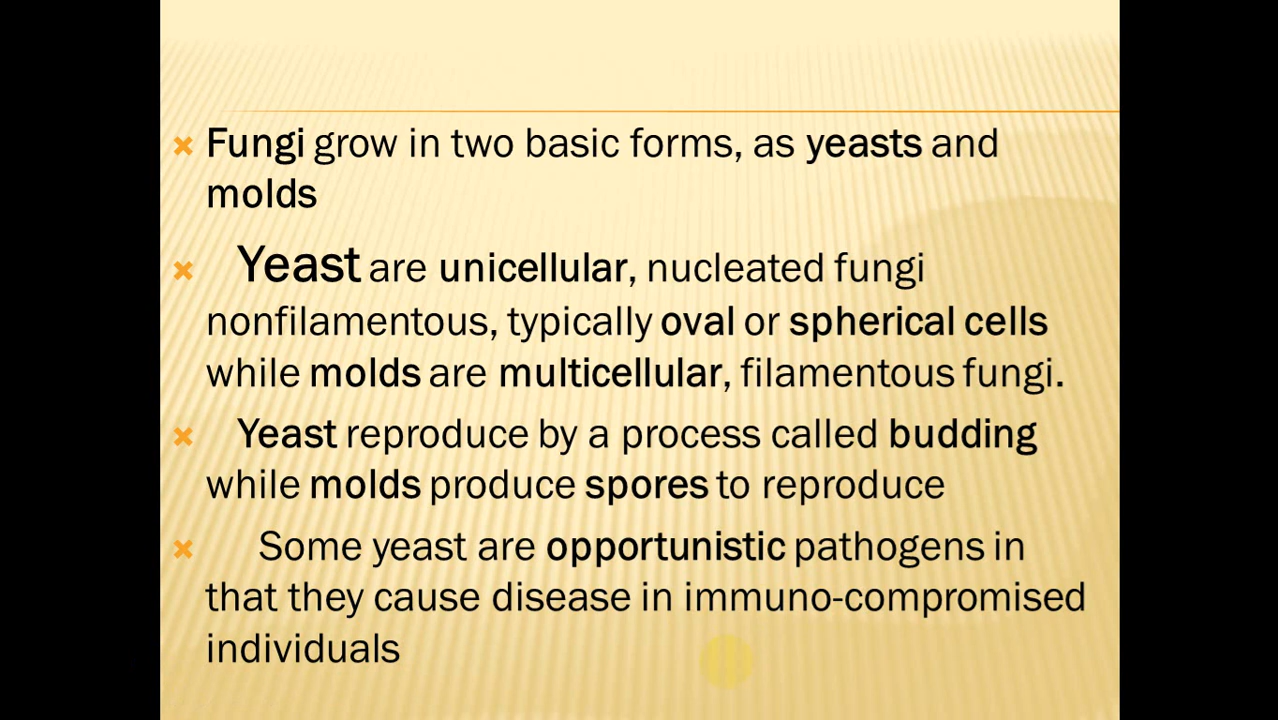 Fungi grow in two basic forms, as yeasts and
molds
Yeast are unicellular, nucleated fungi
nonfilamentous, typically oval or spherical cells
while molds are multicellular, filamentous fungi.
Yeast reproduce by a process called budding
while molds produce spores to reproduce
Some yeast are opportunistic pathogens in
that they cause disease in immuno-compromised
individuals